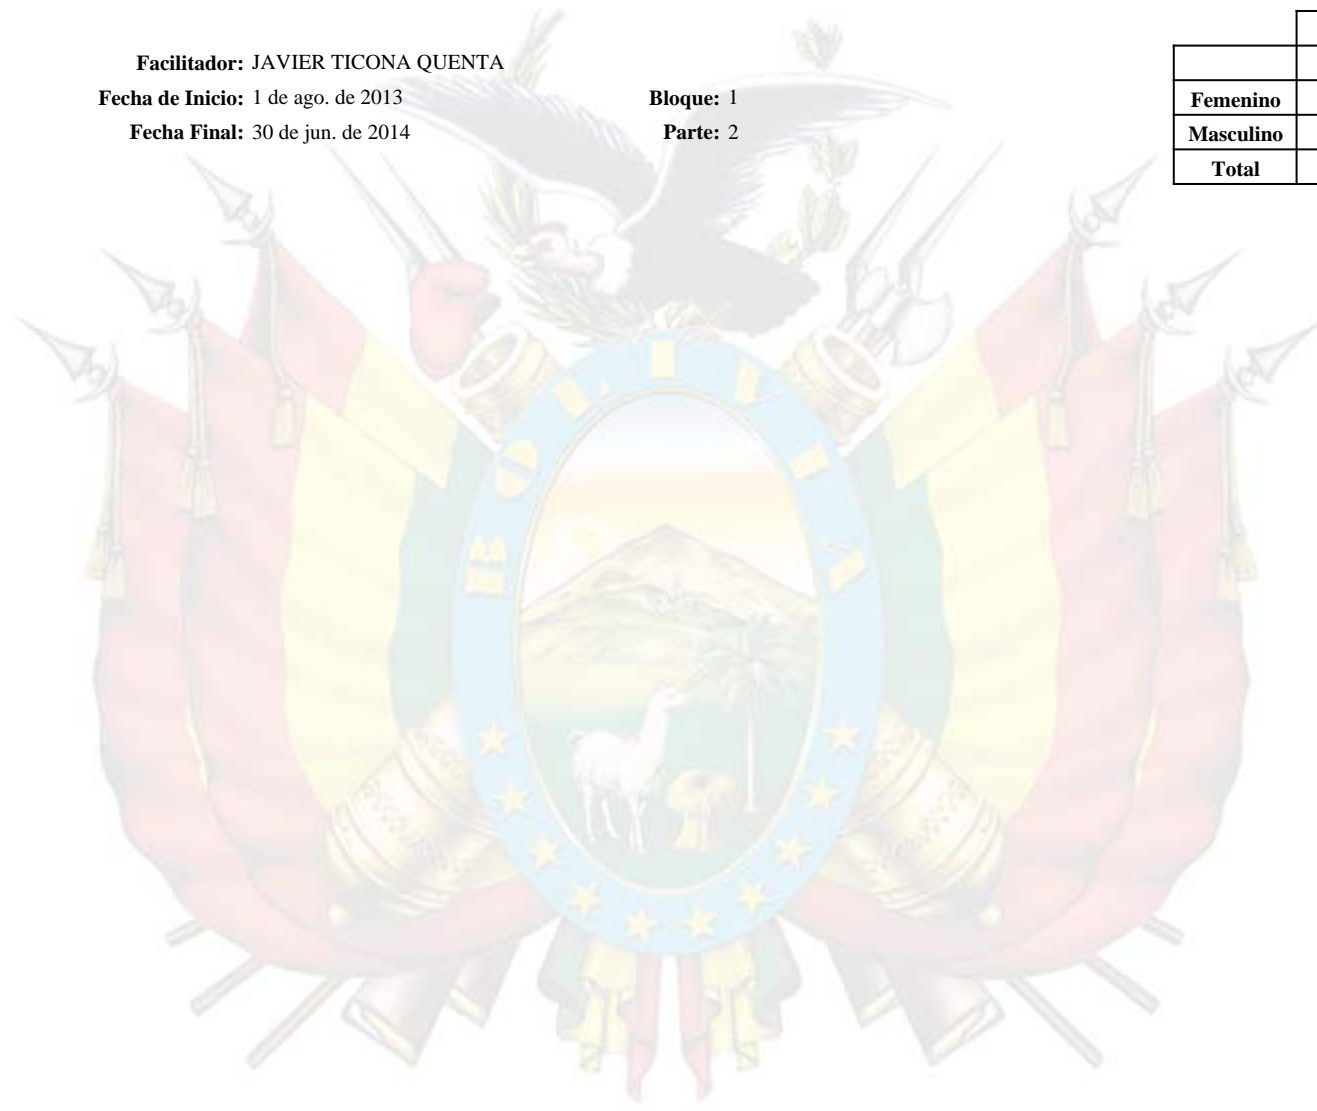 Facilitador: JAVIER TICONA QUENTA
Fecha de Inicio: 1 de ago. de 2013 Bloque: 1
Fecha Final: 30 de jun. de 2014 Parte: 2
Femenino
Masculino
Total
BOLIVIA